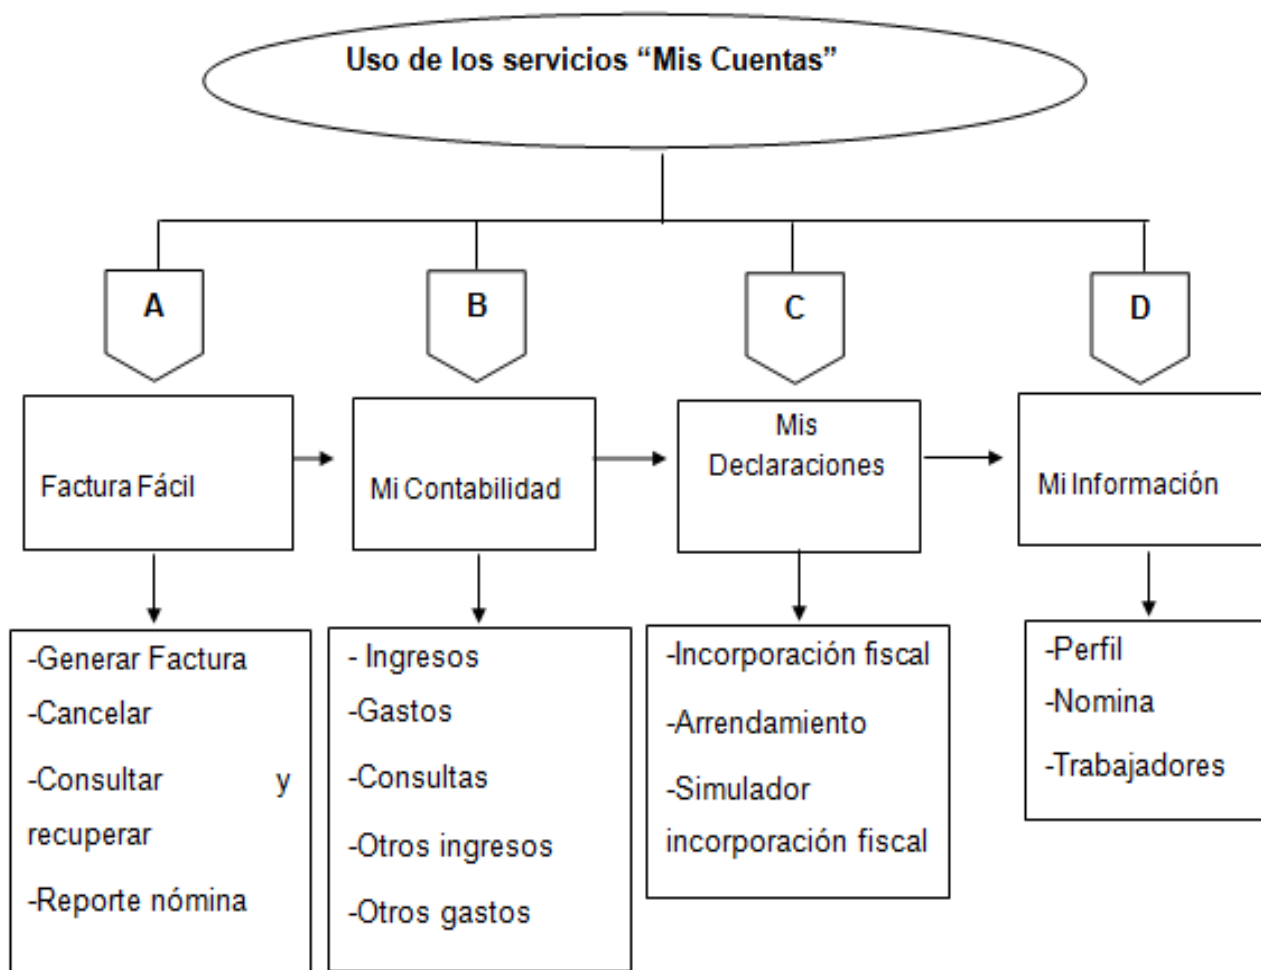 Uso de los servicios “Mis Cuentas”
A
B
C
D
Factura Fácil
Mi Contabilidad
Mis
Declaraciones
Mi Información
-Generar Factura
-Cancelar
-Consultar y
recuperar
-Reporte nómina
- Ingresos
-Gastos
-Consultas
-Otros ingresos
-Otros gastos
-Incorporación fiscal
-Arrendamiento
-Simulador
incorporación fiscal
-Perfil
-Nomina
-Trabajadores